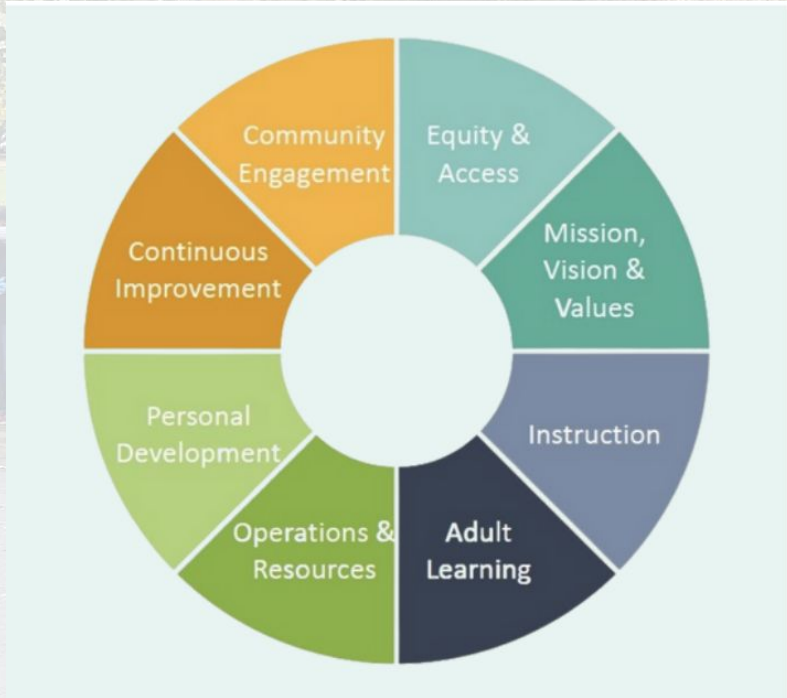 Equity &
Access
Mission,
Vision &
Values
Instruction
Adult
Learning
Operations &
Resources
Personal
Development
Continuous
Improvement
Community
Engagement